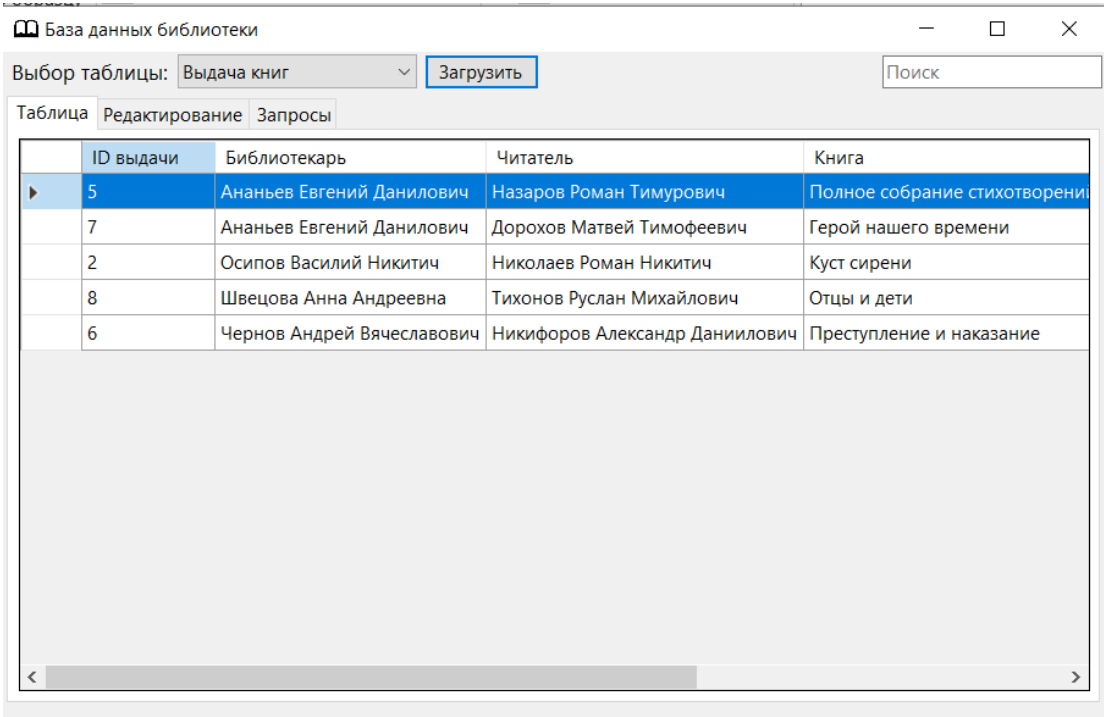 База данных библиотеки
Выбор таблицы: Выдача книг Загрузить Поиск
Таблица Редактирование Запросы
ID выдачи Библиотекарь Читатель Книга
5 Ананьев Евгений Данилович Назаров Роман Тимурович Полное собрание стихотворений
7 Ананьев Евгений Данилович Дорохов Матвей Тимофеевич Герой нашего времени
2 Осипов Василий Никитич Николаев Роман Никитич Куст сирени
8 Швецова Анна Андреевна Тихонов Руслан Михайлович Отцы и дети
6 Чернов Андрей Вячеславович Никифоров Александр Даниилович Преступление и наказание